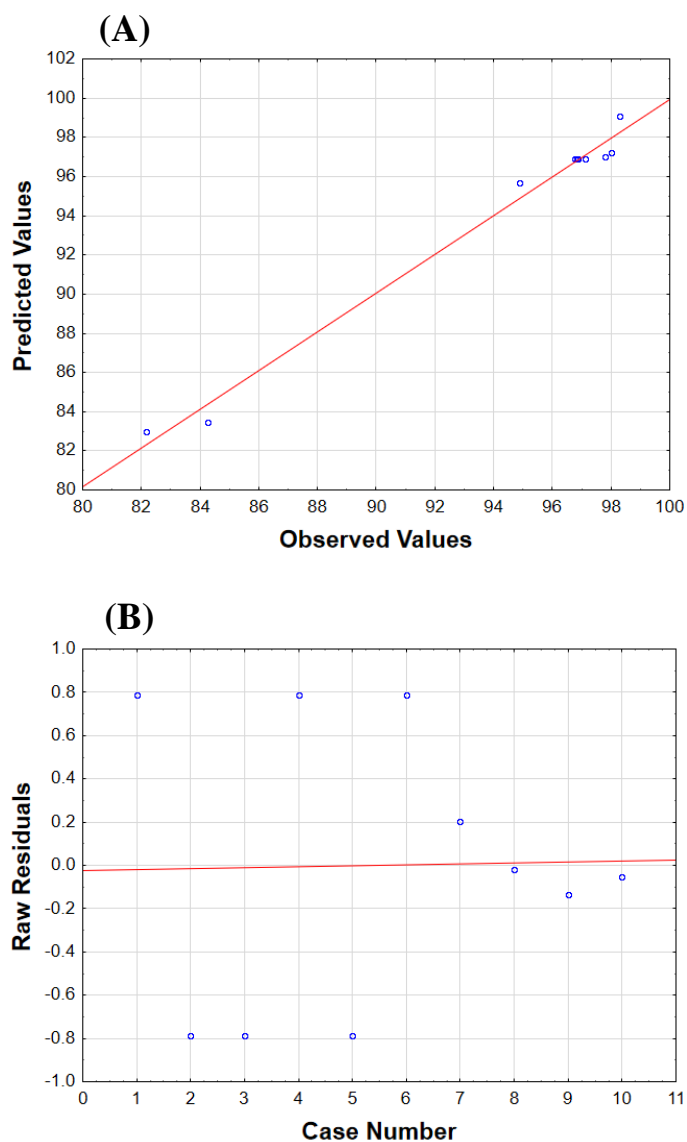 (A)
102
100
98
96
94
92
90
88
86
84
82
80
80 82 84 86 88 90 92 94 96 98 100
Predicted Values
Observed Values
(B)
1.0
0.8
0.6
0.4
0.2
0.0
-0.2
-0.4
-0.6
-0.8
-1.0
0 1 2 3 4 5 6 7 8 9 10 11
Raw Residuals
Case Number